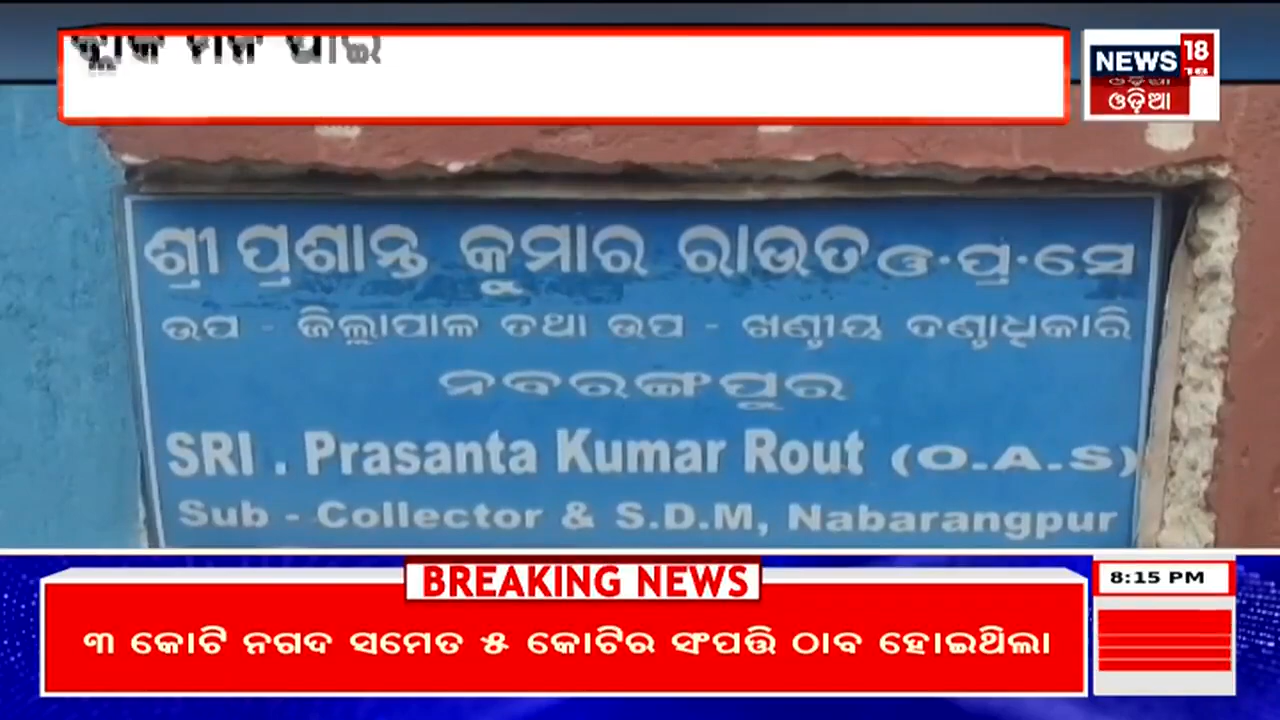 NEWS 18
ଓଡ଼ିଆ
ଶ୍ରୀ ପ୍ରଶାନ୍ତ କୁମାର ରାଉତ ଓ.ପ୍ର.ସେ
ଉପ - ଜିଲ୍ଲାପାଳ ତଥା ଉପ - ଖଣ୍ଡୀୟ ଦଣ୍ଡାଧିକାରି
ନବରଙ୍ଗପୁର
SRI . Prasanta Kumar Rout (O.A.S)
Sub - Collector & S.D.M, Nabarangpur
BREAKING NEWS
8:15 PM
୩ କୋଟି ନଗଦ ସମେତ ୫ କୋଟିର ସଂପତ୍ତି ଠାବ ହୋଇଥିଲା